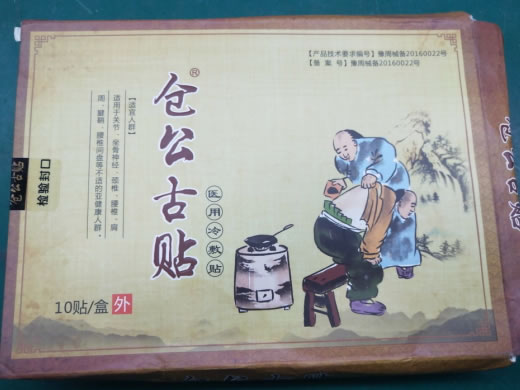 【产品技术要求编号】豫周械备20160022号
【备 案 号】豫周械备20160022号
仓公古贴®
医用冷敷贴
【适宜人群】
适用于关节、坐骨神经、颈椎、腰椎、肩
周、腱鞘、腰椎间盘等不适的亚健康人群。
检验封口
仓公古贴
10贴/盒 外